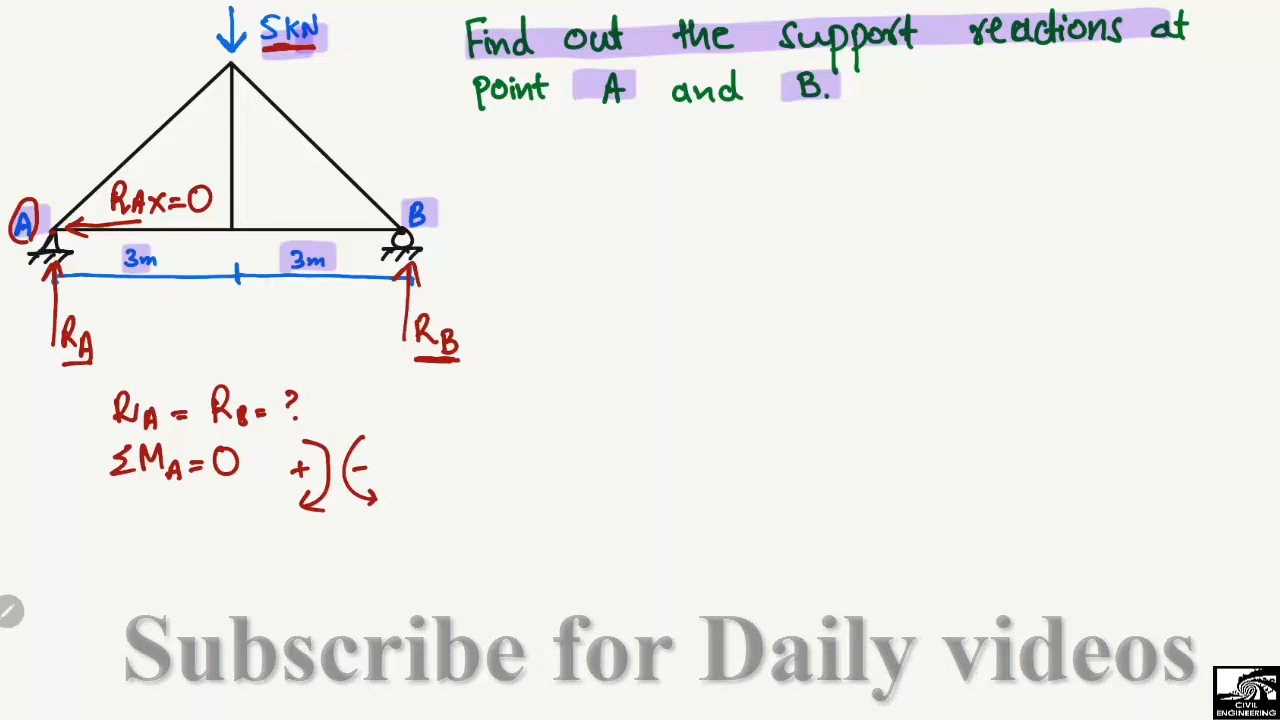 5KN
Find out the support reactions at
point A and B.
RAX=0
A
B
3m
3m
RA
RB
RA = RB = ?
ΣMA=0 + -
Subscribe for Daily videos
CIVIL
ENGINEERING